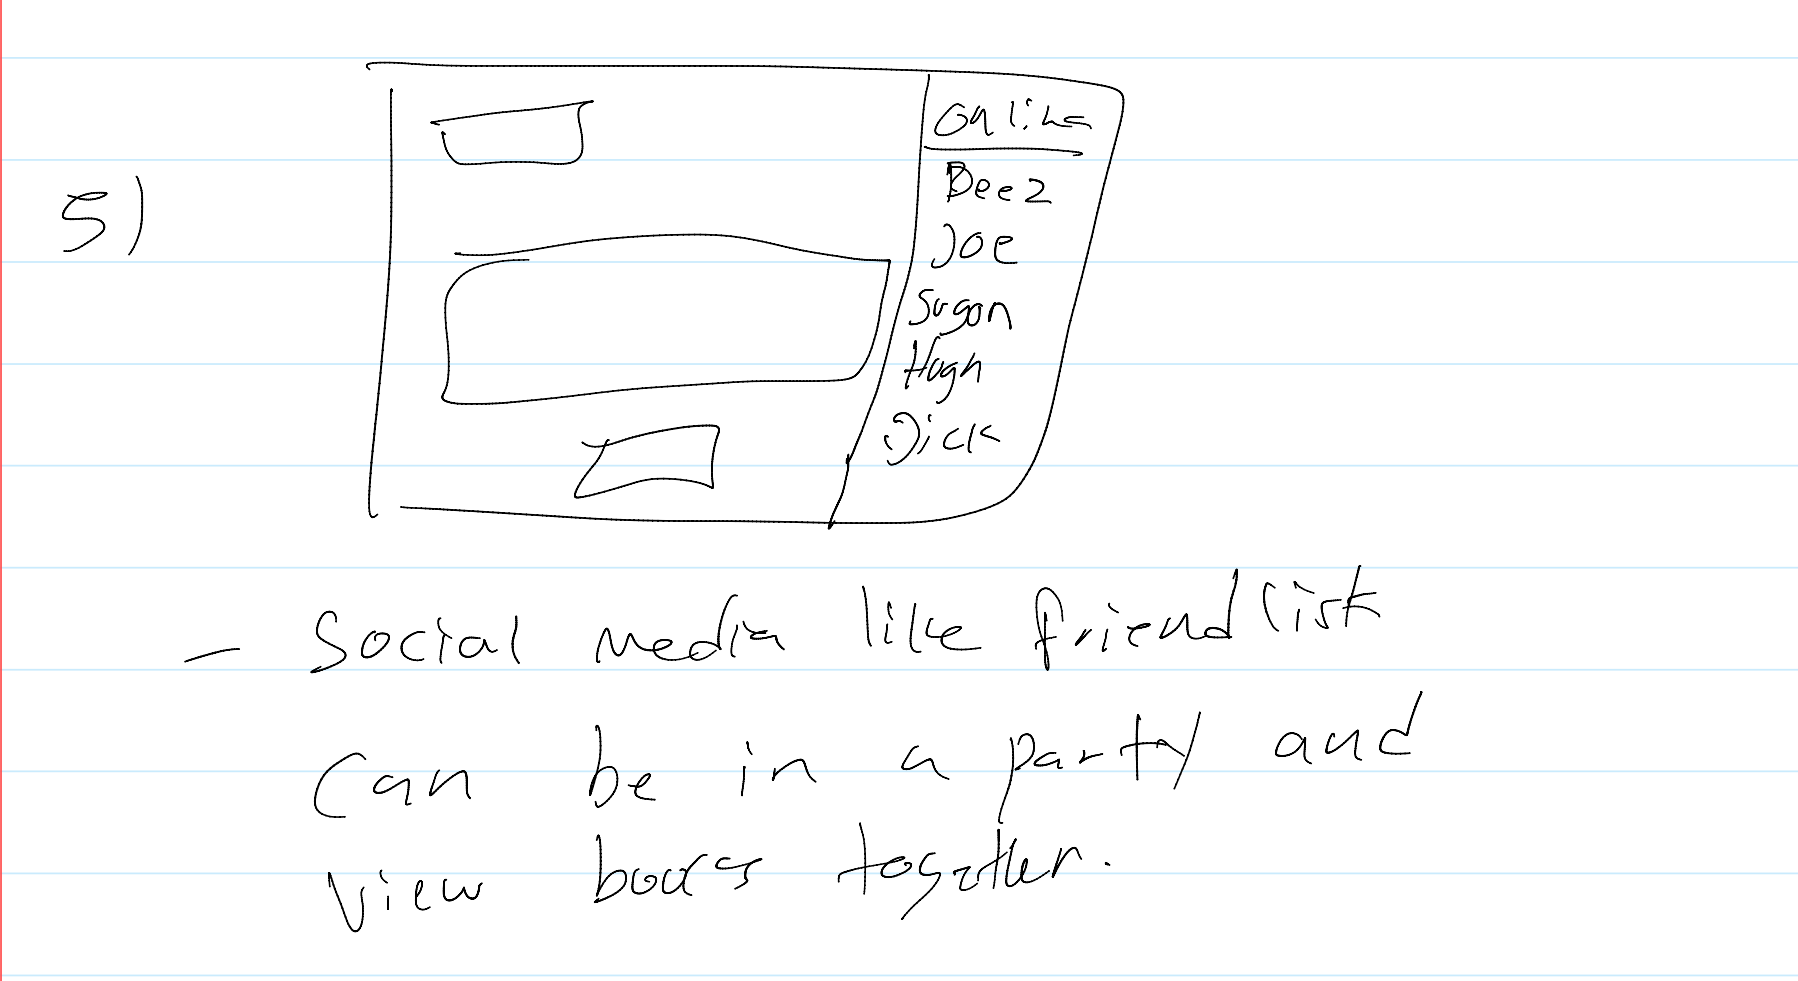 5)
Online
Deez
Joe
Sugon
Hugh
Dick
- Social media like friend list
can be in a party and
view books together.